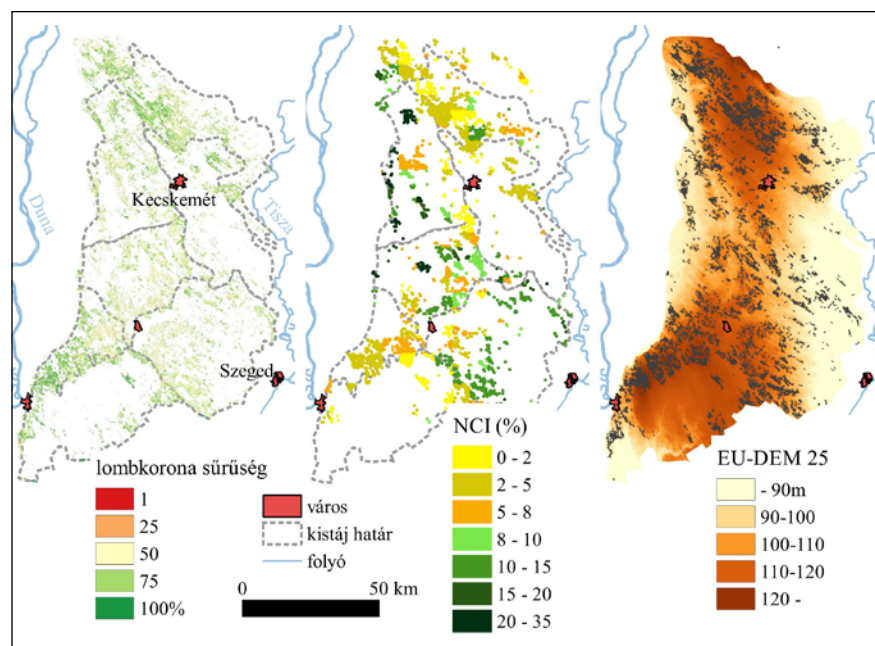 Duna
Kecskemét
Tisza
Szeged
lombkorona sűrűség
1
25
50
75
100%
város
kistáj határ
folyó
0 50 km
NCI (%)
0 - 2
2 - 5
5 - 8
8 - 10
10 - 15
15 - 20
20 - 35
EU-DEM 25
- 90m
90-100
100-110
110-120
120 -